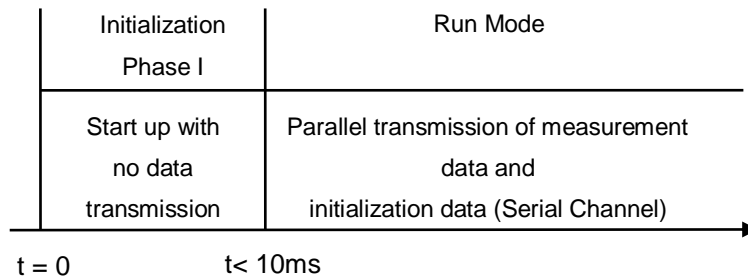 Initialization
Phase I
Run Mode
Start up with
no data
transmission
Parallel transmission of measurement
data and
initialization data (Serial Channel)
t = 0
t< 10ms